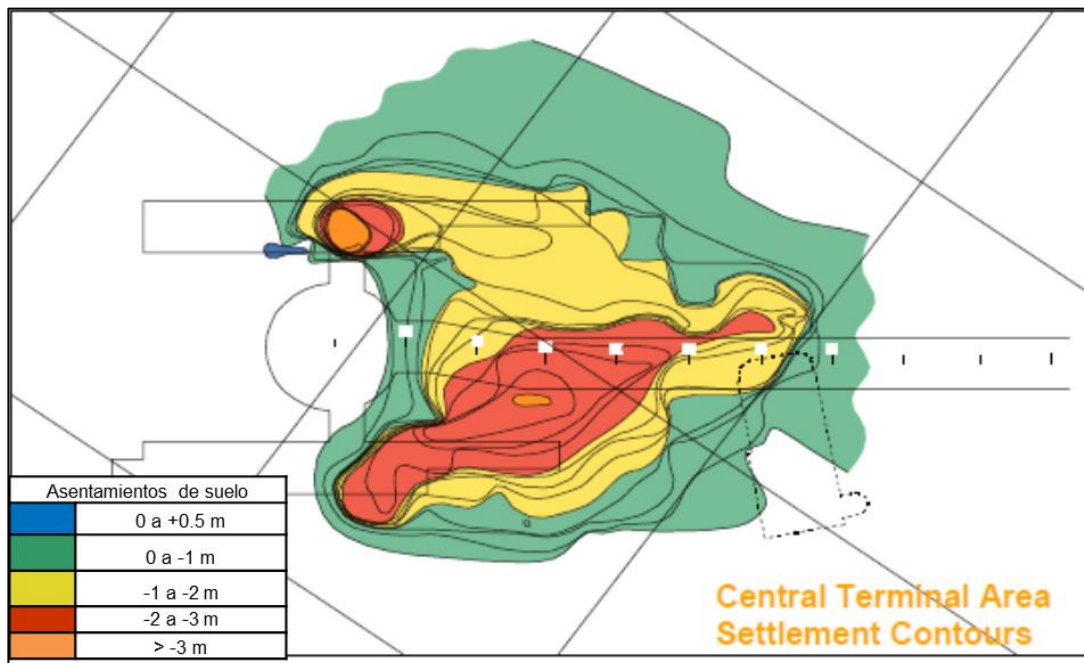 Asentamientos de suelo
0 a +0.5 m
0 a -1 m
-1 a -2 m
-2 a -3 m
> -3 m
Central Terminal Area
Settlement Contours